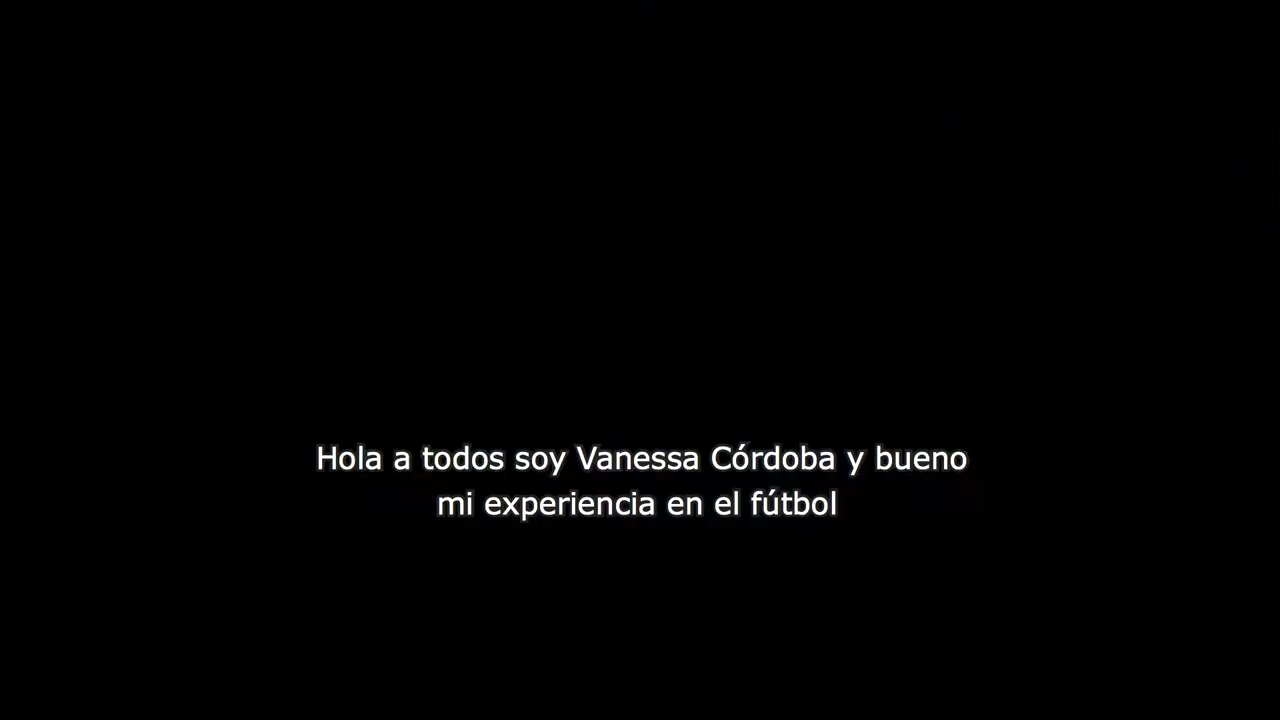 Hola a todos soy Vanessa Córdoba y bueno
mi experiencia en el fútbol